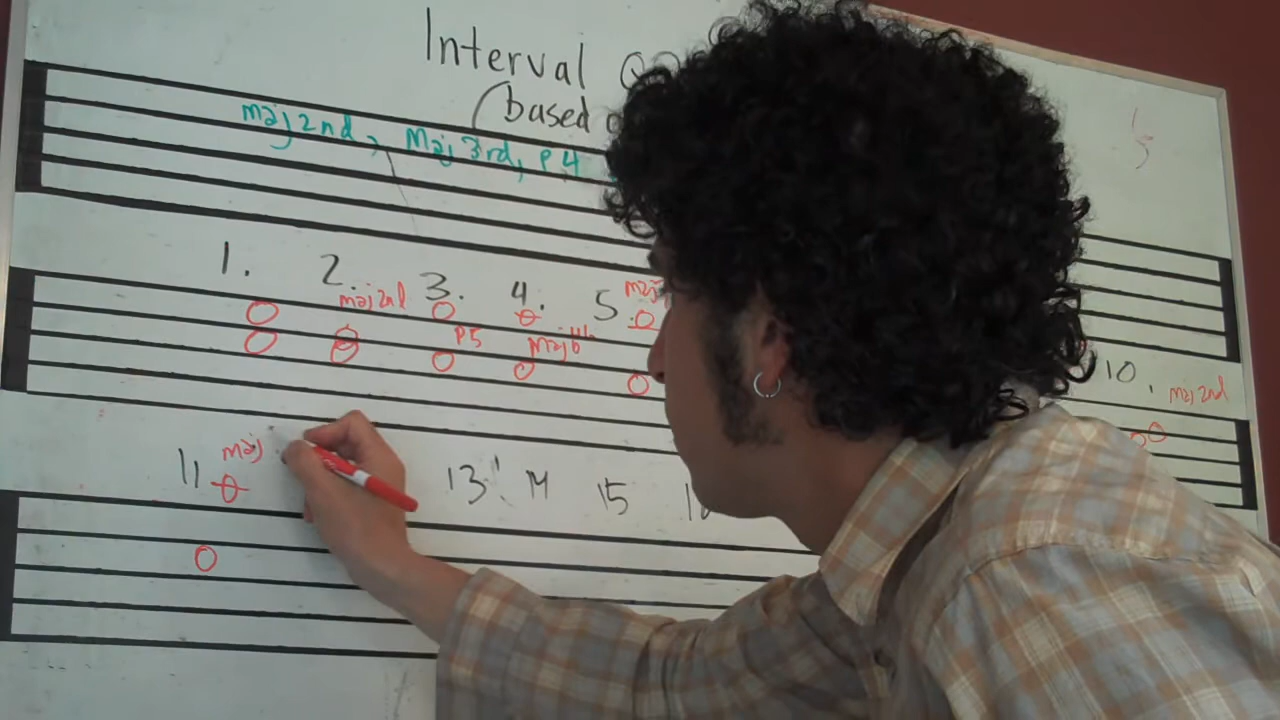 Interval
(based
maj 2nd, Maj 3rd, P4
1. 2. 3. 4. 5.
maj 2nd P5 maj 6th maj
10. maj 2nd
11 maj 13. 14 15